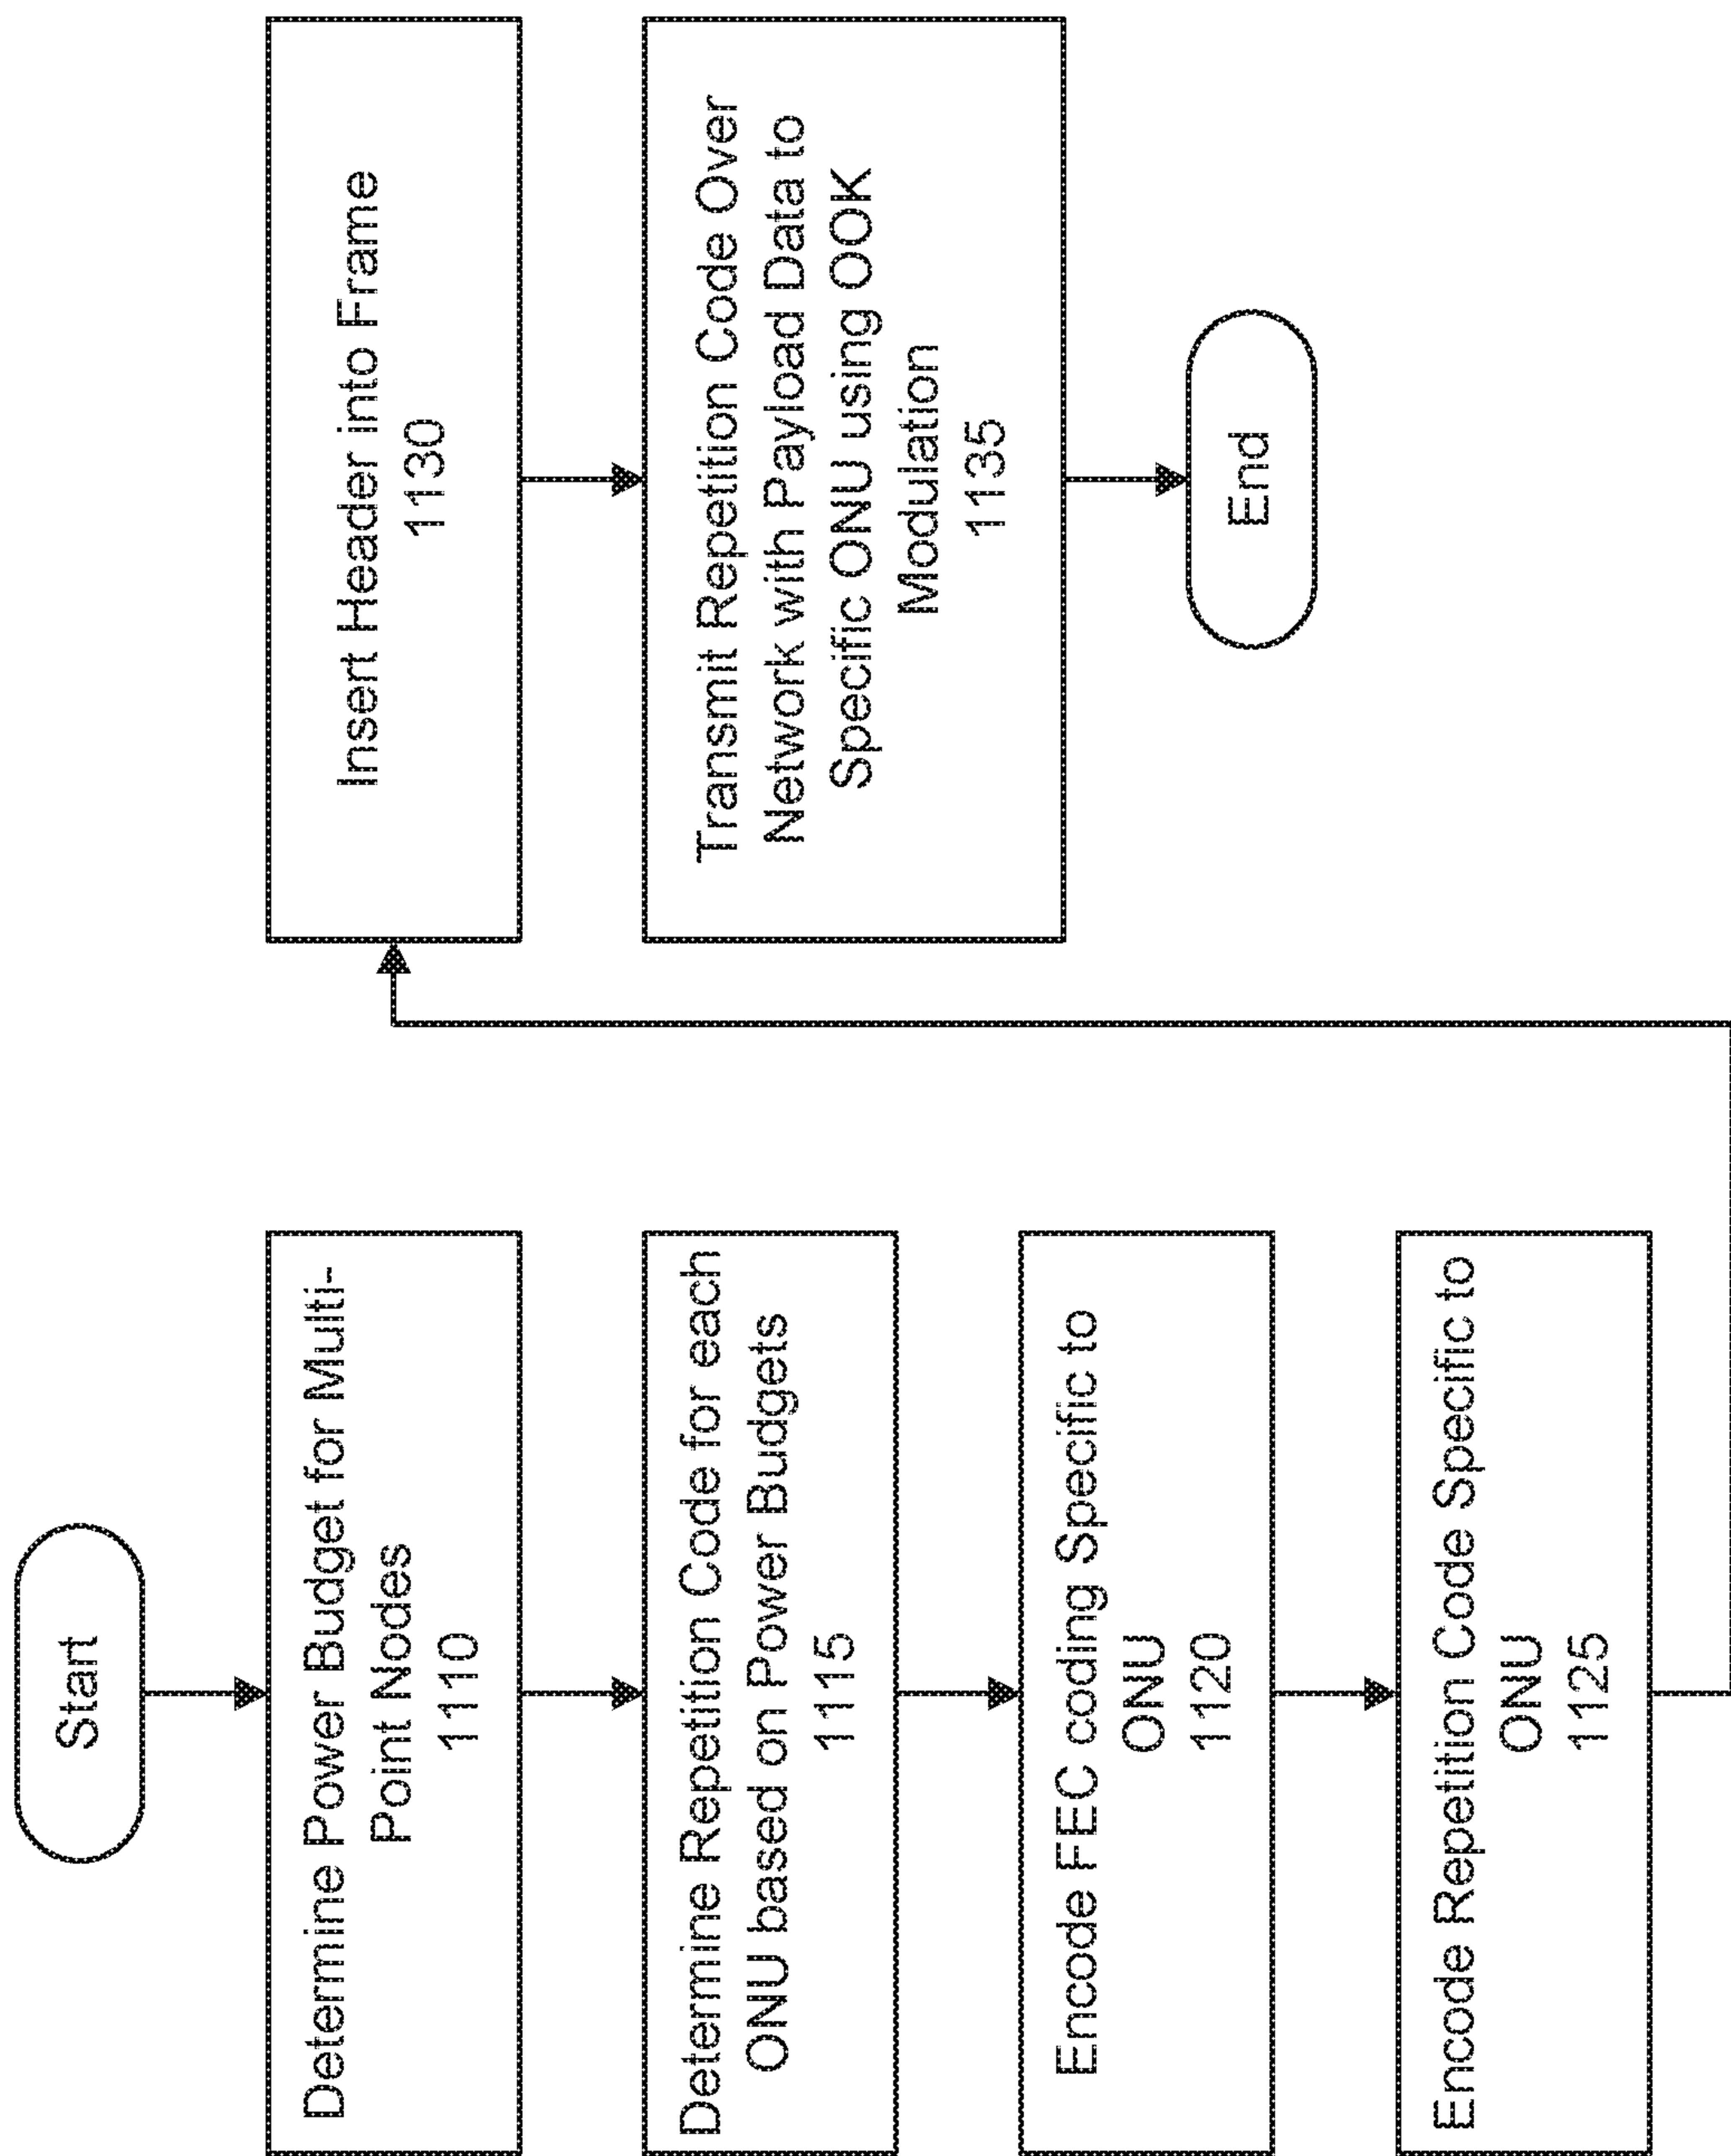 Start
Determine Power Budget for Multi-
Point Nodes
1110
Determine Repetition Code for each
ONU based on Power Budgets
1115
Encode FEC coding Specific to
ONU
1120
Encode Repetition Code Specific to
ONU
1125
Insert Header into Frame
1130
Transmit Repetition Code Over
Network with Payload Data to
Specific ONU using OOK
Modulation
1135
End